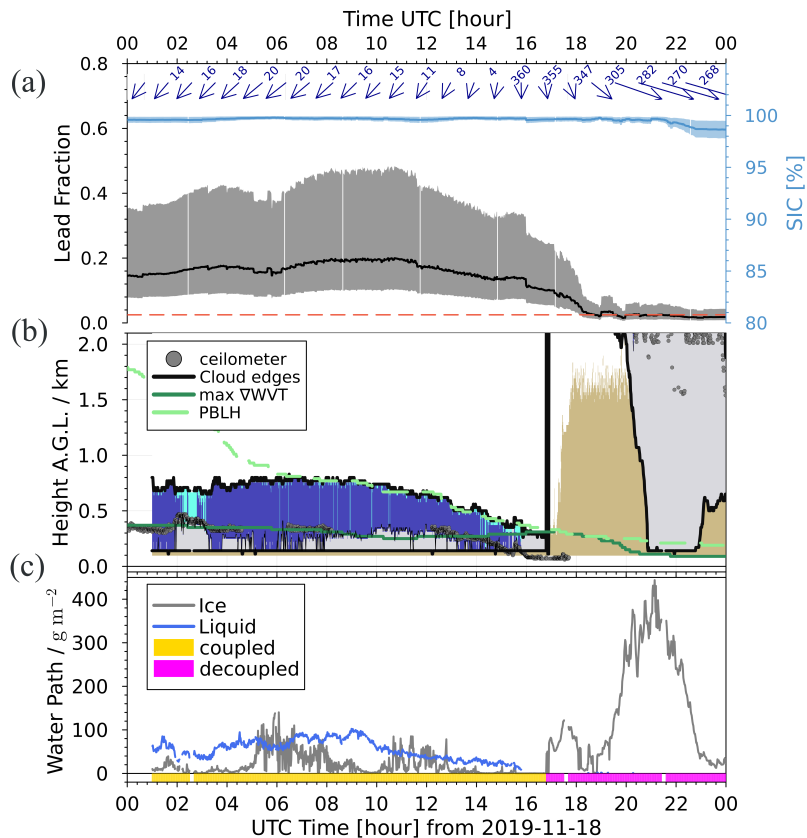 Time UTC [hour]
00 02 04 06 08 10 12 14 16 18 20 22 00
(a)
0.8
0.6
0.4
0.2
0.0
Lead Fraction
14 16 18 20 20 17 16 15 11 8 4 360 355 347 305 282 270 268
100
95
90
85
80
SIC [%]
(b)
2.0
1.5
1.0
0.5
0.0
Height A.G.L. / km
ceilometer
Cloud edges
max ∇WVT
PBLH
(c)
400
300
200
100
0
Water Path / g m⁻²
Ice
Liquid
coupled
decoupled
00 02 04 06 08 10 12 14 16 18 20 22 00
UTC Time [hour] from 2019-11-18